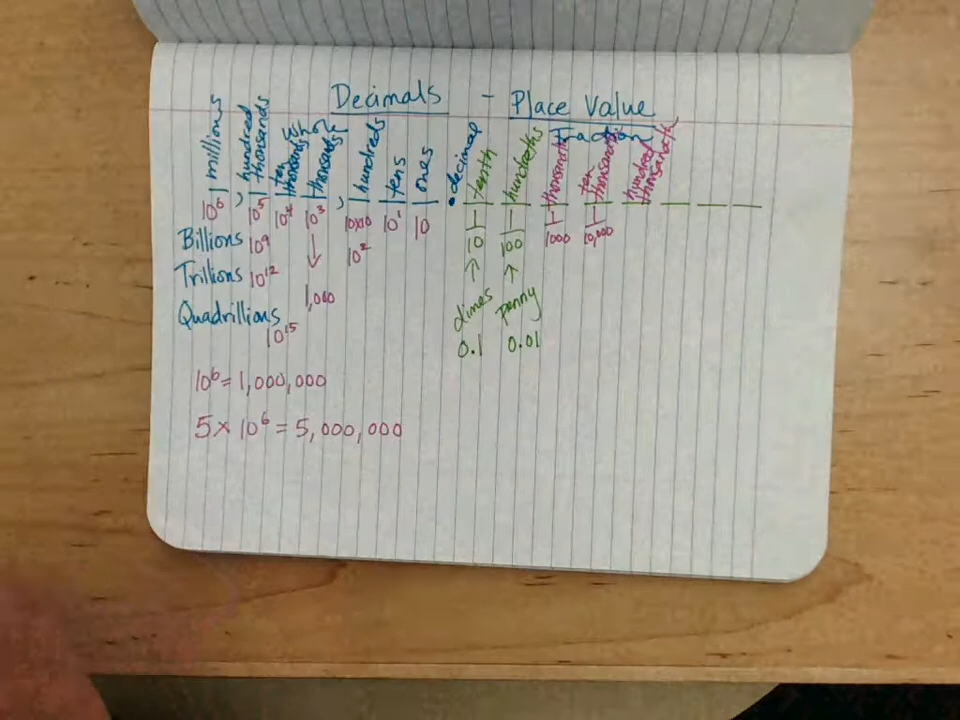 Decimals - Place Value
Fraction
millions , hundred thousands ten thousands thousands , hundreds tens ones . decimal tenth hundredths thousandths ten thousandths hundred thousandths
10⁶ 10⁵ 10⁴ 10³ 10x10 10¹ 10 1/10 1/100 1/1000 1/10,000
Billions 10⁹ ↓ 10² → →
Trillions 10¹²
1,000 dimes penny
Quadrillions
10¹⁵ 0.1 0.01
10⁶ = 1,000,000
5 x 10⁶ = 5,000,000